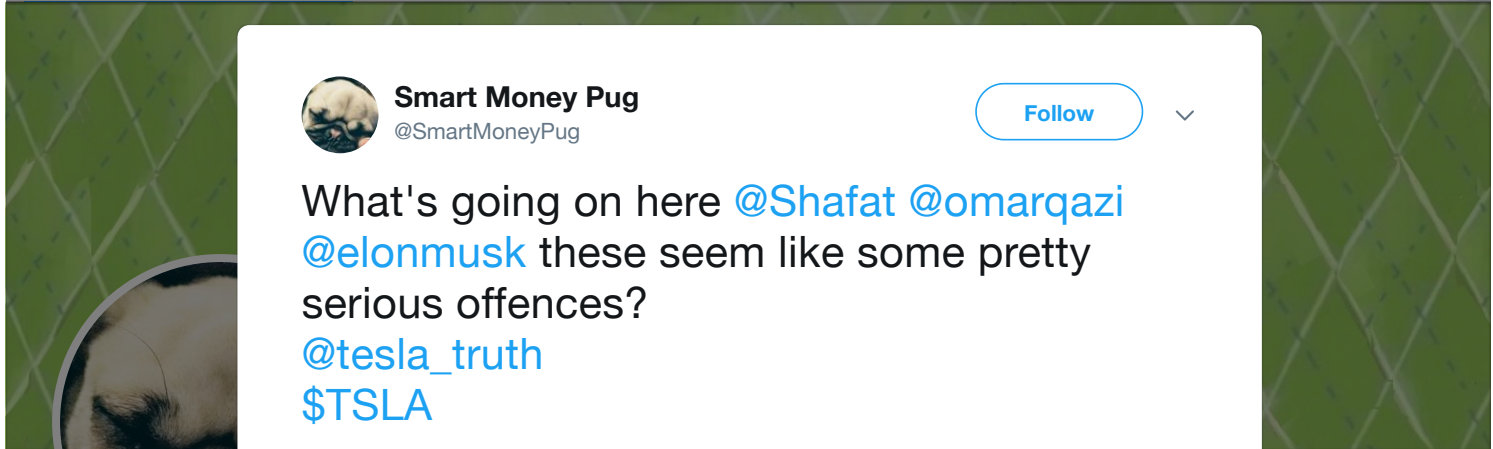 Smart Money Pug
@SmartMoneyPug
Follow
What's going on here @Shafat @omarqazi
@elonmusk these seem like some pretty
serious offences?
@tesla_truth
$TSLA